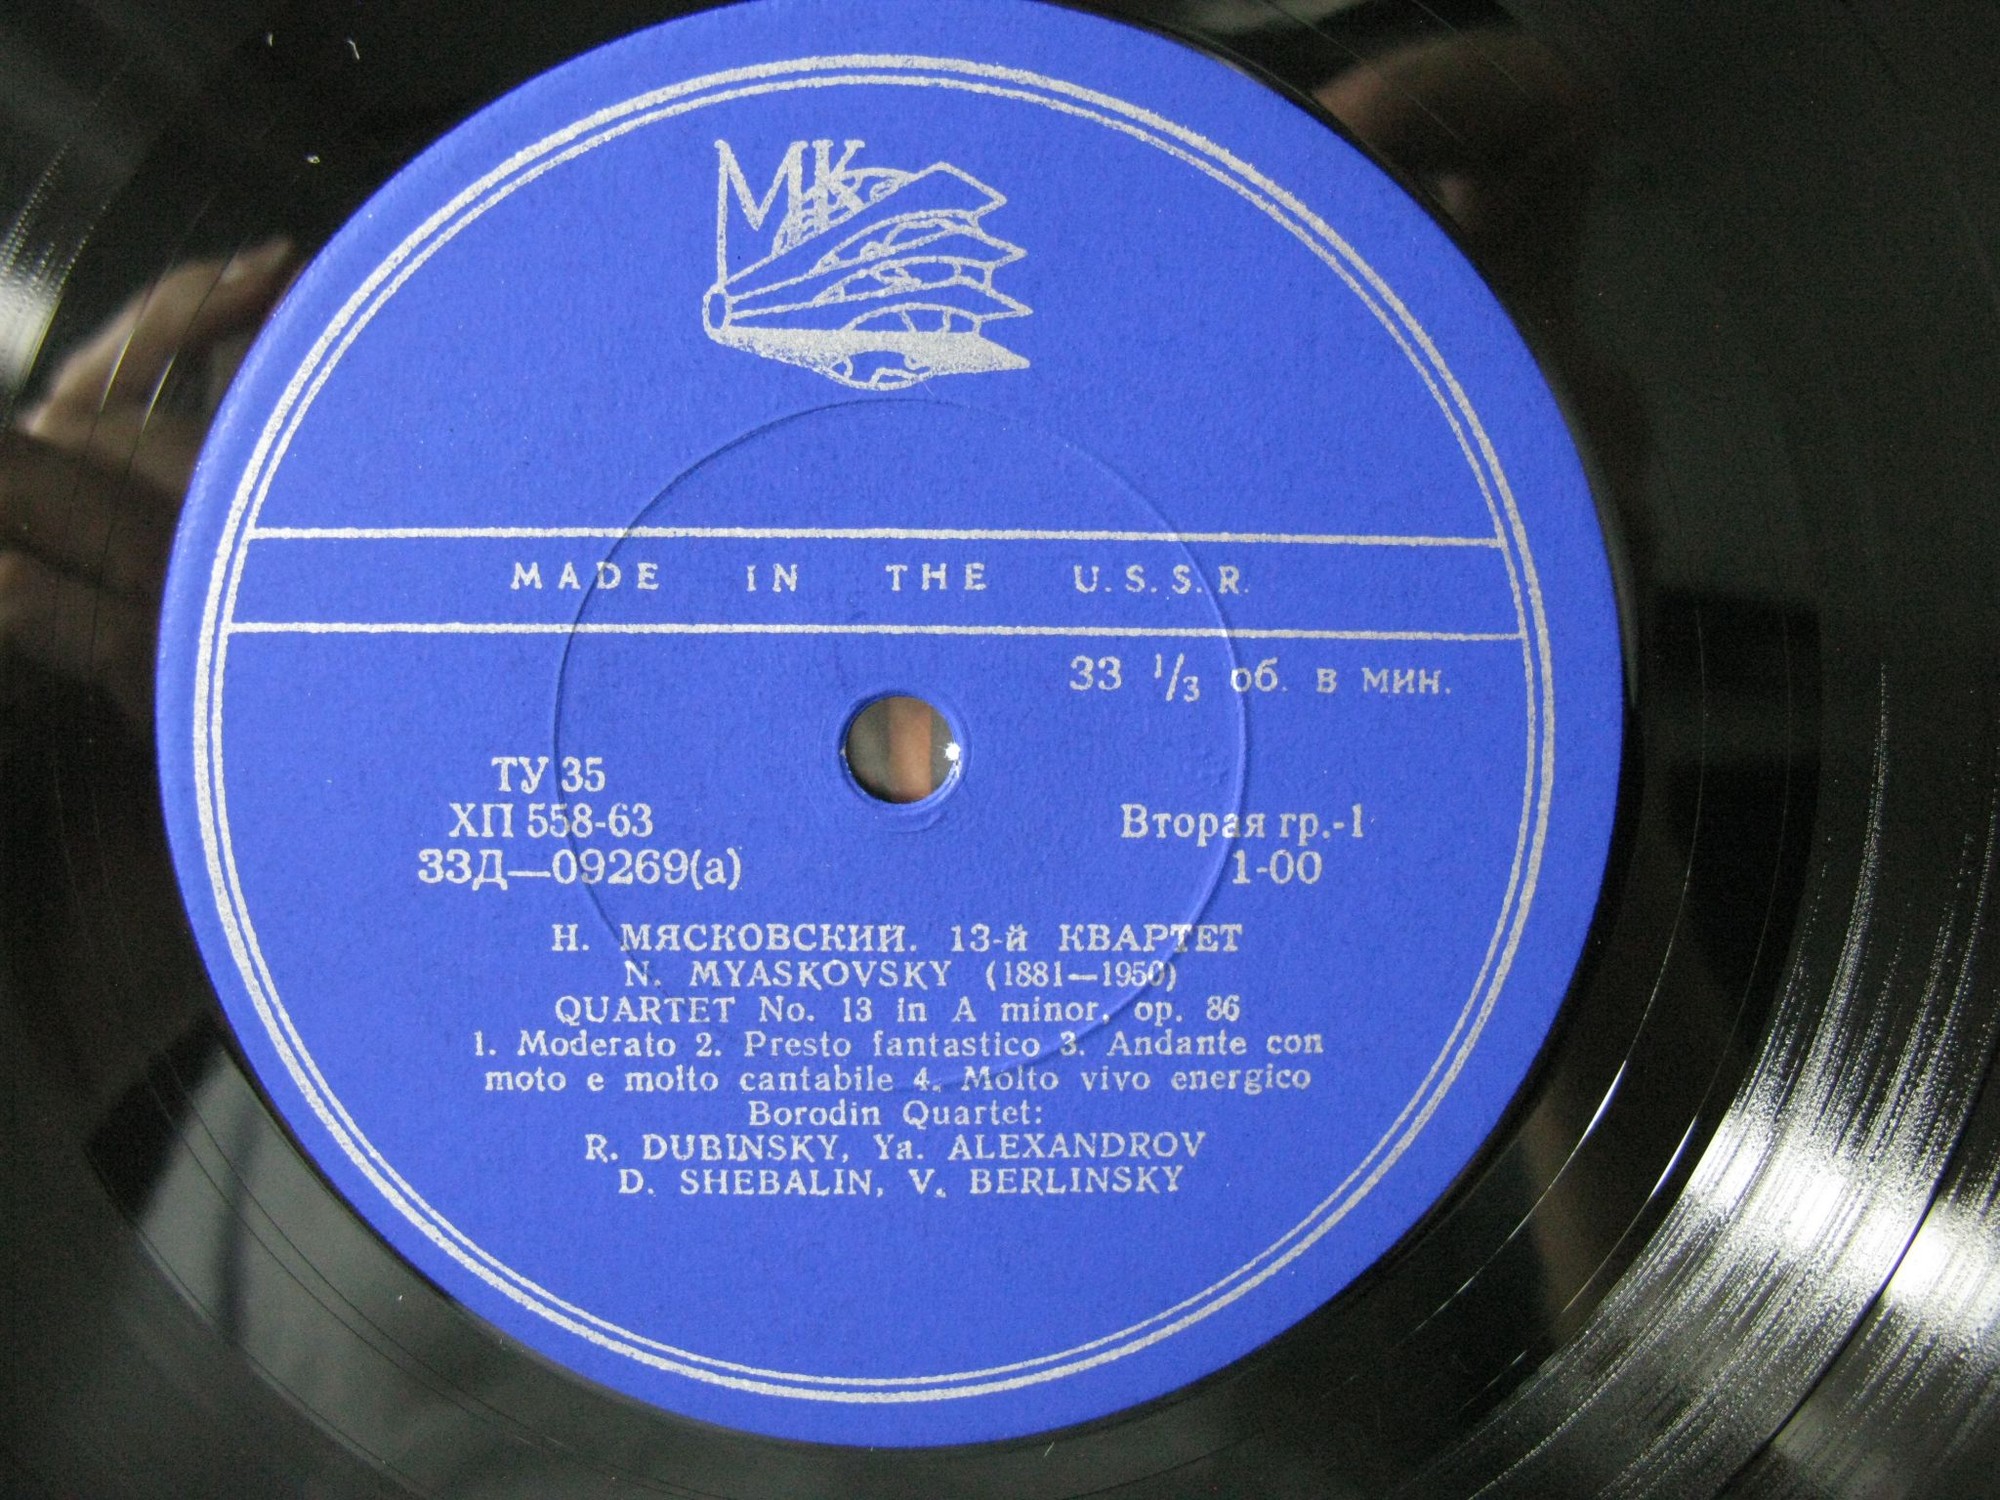 МК
MADE IN THE U.S.S.R.
33 1/3 об. в мин.
ТУ 35
ХП 558-63
33Д—09269(а)
Вторая гр.-1
1-00
Н. МЯСКОВСКИЙ. 13-й КВАРТЕТ
N. MYASKOVSKY (1881—1950)
QUARTET No. 13 in A minor, op. 86
1. Moderato 2. Presto fantastico 3. Andante con
moto e molto cantabile 4. Molto vivo energico
Borodin Quartet:
R. DUBINSKY, Ya. ALEXANDROV
D. SHEBALIN, V. BERLINSKY